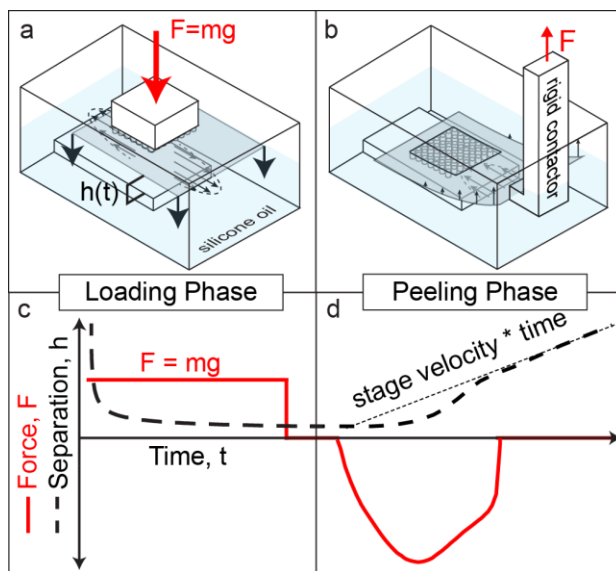 a
F=mg
h(t)
silicone oil
b
F
rigid contactor
Loading Phase
Peeling Phase
c
F = mg
Force, F
Separation, h
Time, t
d
stage velocity * time